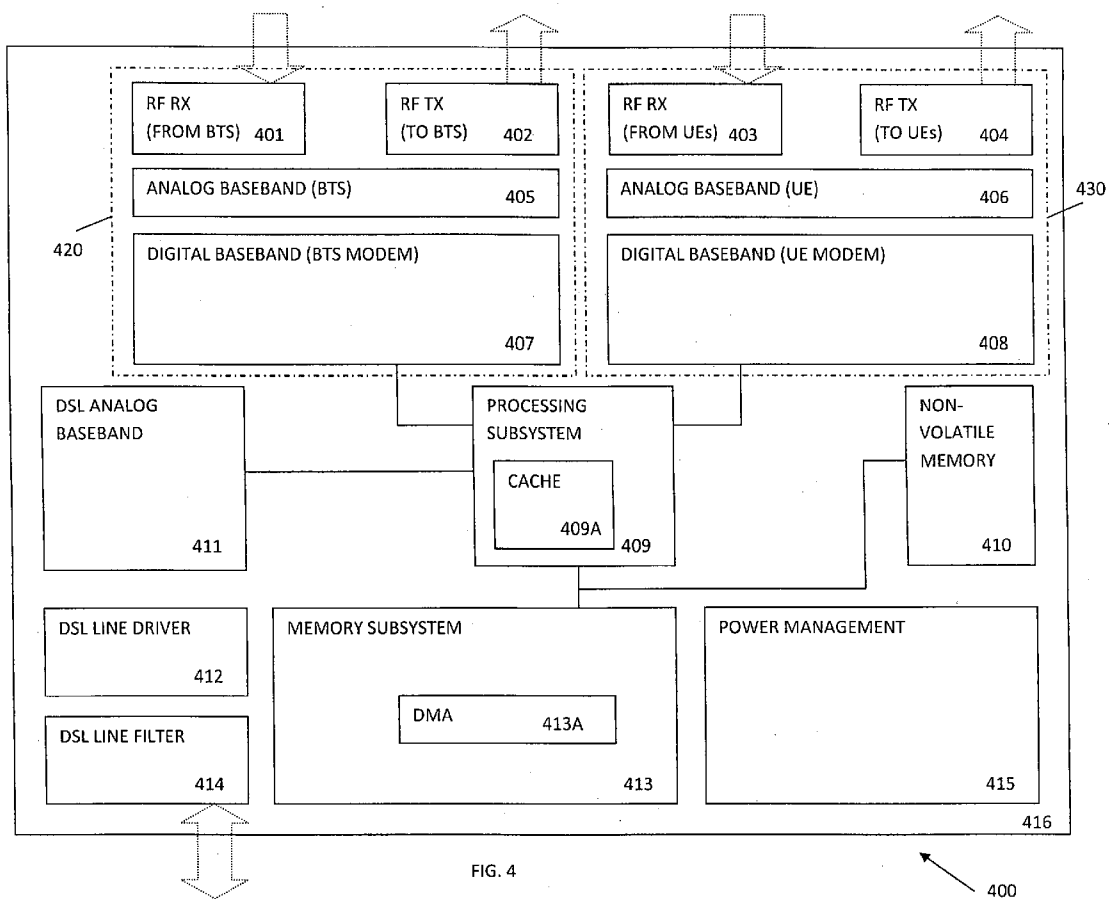 RF RX
(FROM BTS)
401
RF TX
(TO BTS)
402
RF RX
(FROM UEs)
403
RF TX
(TO UEs)
404
ANALOG BASEBAND (BTS)
405
ANALOG BASEBAND (UE)
406
420
430
DIGITAL BASEBAND (BTS MODEM)
407
DIGITAL BASEBAND (UE MODEM)
408
DSL ANALOG
BASEBAND
411
PROCESSING
SUBSYSTEM
CACHE
409A
409
NON-
VOLATILE
MEMORY
410
DSL LINE DRIVER
412
MEMORY SUBSYSTEM
DMA
413A
413
POWER MANAGEMENT
415
DSL LINE FILTER
414
416
FIG. 4
400